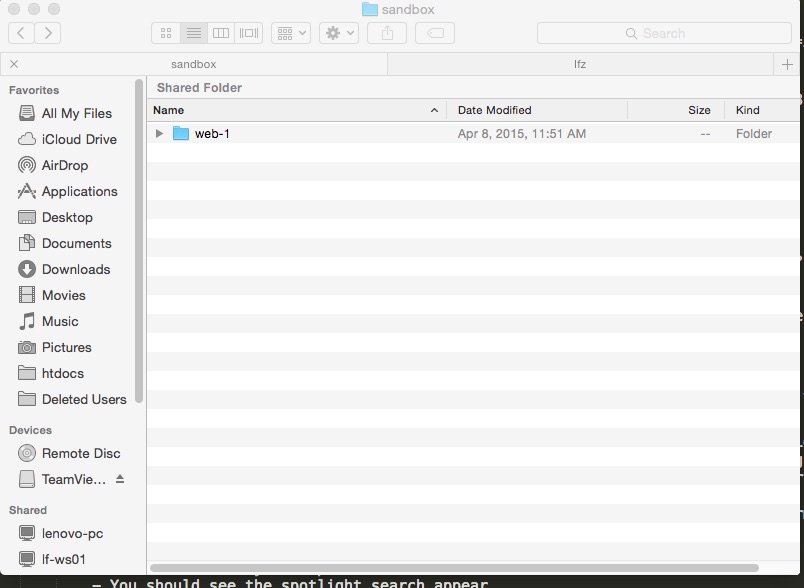 sandbox
Search
sandbox
lfz
Favorites
All My Files
iCloud Drive
AirDrop
Applications
Desktop
Documents
Downloads
Movies
Music
Pictures
htdocs
Deleted Users
Devices
Remote Disc
TeamVie...
Shared
lenovo-pc
lf-ws01
Shared Folder
Name Date Modified Size Kind
web-1 Apr 8, 2015, 11:51 AM -- Folder
– You should see the spotlight search appear